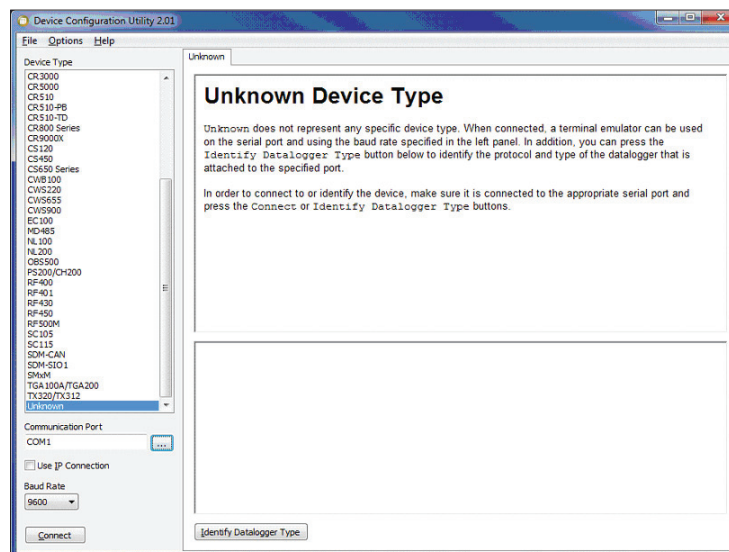 Device Configuration Utility 2.01
File Options Help
Device Type
CR3000
CR5000
CR510
CR510-PB
CR510-TD
CR800 Series
CR9000X
CS120
CS450
CS650 Series
CWB100
CWS220
CWS655
CWS900
EC100
MD485
NL100
NL200
OBS500
PS200/CH200
RF400
RF401
RF430
RF450
RF500M
SC105
SC115
SDM-CAN
SDM-SIO1
SMxM
TGA100A/TGA200
TX320/TX312
Unknown
Communication Port
COM1
...
Use IP Connection
Baud Rate
9600
Connect
Unknown
Unknown Device Type
Unknown does not represent any specific device type. When connected, a terminal emulator can be used
on the serial port and using the baud rate specified in the left panel. In addition, you can press the
Identify Datalogger Type button below to identify the protocol and type of the datalogger that is
attached to the specified port.
In order to connect to or identify the device, make sure it is connected to the appropriate serial port and
press the Connect or Identify Datalogger Type buttons.
Identify Datalogger Type